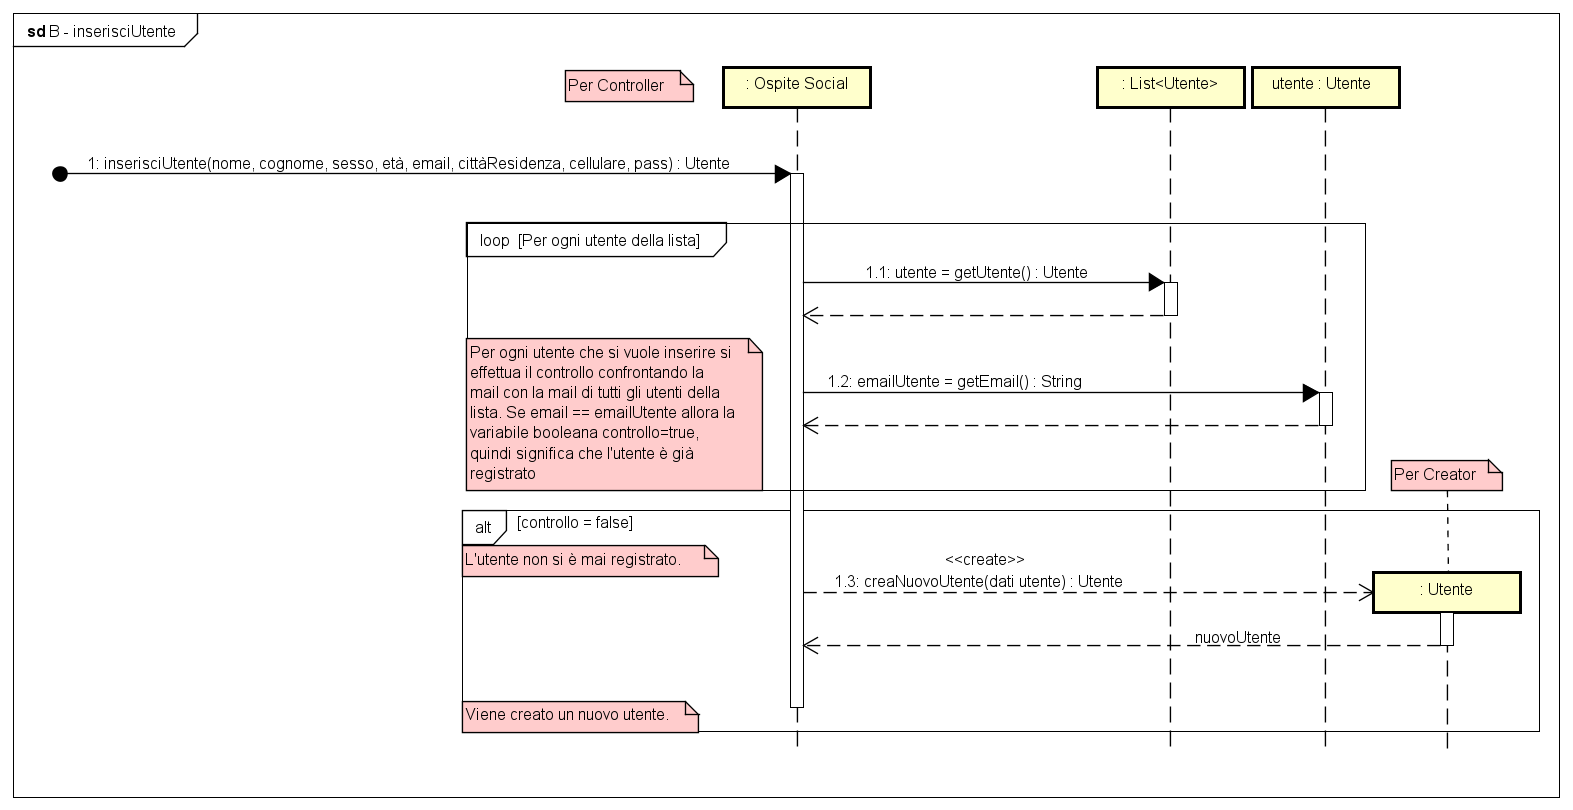 sd B - inserisciUtente
Per Controller
: Ospite Social
: List<Utente>
utente : Utente
1: inserisciUtente(nome, cognome, sesso, età, email, cittàResidenza, cellulare, pass) : Utente
loop [Per ogni utente della lista]
1.1: utente = getUtente() : Utente
Per ogni utente che si vuole inserire si
effettua il controllo confrontando la
mail con la mail di tutti gli utenti della
lista. Se email == emailUtente allora la
variabile booleana controllo=true,
quindi significa che l'utente è già
registrato
1.2: emailUtente = getEmail() : String
Per Creator
alt [controllo = false]
L'utente non si è mai registrato.
<<create>>
1.3: creaNuovoUtente(dati utente) : Utente
: Utente
nuovoUtente
Viene creato un nuovo utente.